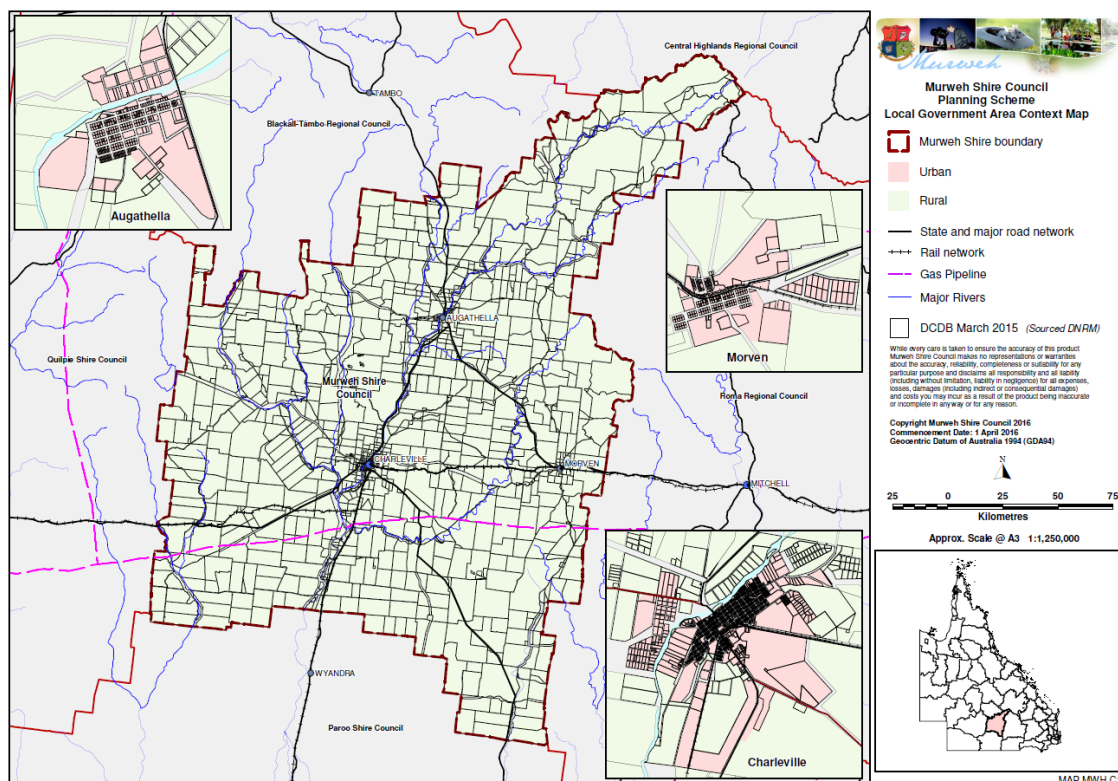 Augathella
TAMBO
Central Highlands Regional Council
Blackall-Tambo Regional Council
AUGATHELLA
Quilpie Shire Council
Murweh Shire
Council
CHARLEVILLE
MORVEN
Morven
Roma Regional Council
MITCHELL
WYANDRA
Paroo Shire Council
Charleville
Murweh
Murweh Shire Council
Planning Scheme
Local Government Area Context Map
Murweh Shire boundary
Urban
Rural
State and major road network
Rail network
Gas Pipeline
Major Rivers
DCDB March 2015 (Sourced DNRM)
While every care is taken to ensure the accuracy of this product
Murweh Shire Council makes no representations or warranties
about the accuracy, reliability, completeness or suitability for any
particular purpose and disclaims all responsibility and all liability
(including without limitation, liability in negligence) for all expenses,
losses, damages (including indirect or consequential damages)
and costs you may incur as a result of the product being inaccurate
or incomplete in anyway or for any reason.
Copyright Murweh Shire Council 2016
Commencement Date: 1 April 2016
Geocentric Datum of Australia 1994 (GDA94)
N
25 0 25 50 75
Kilometres
Approx. Scale @ A3 1:1,250,000